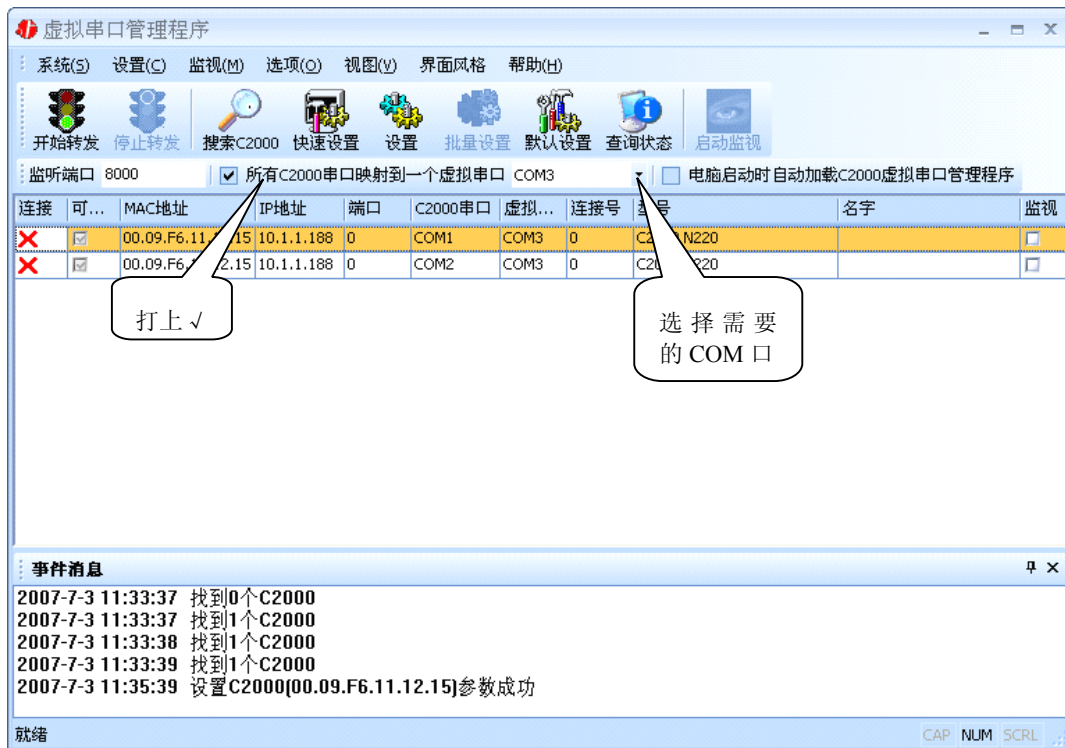 虚拟串口管理程序
系统(S) 设置(C) 监视(M) 选项(O) 视图(V) 界面风格 帮助(H)
开始转发 停止转发 搜索C2000 快速设置 设置 批量设置 默认设置 查询状态 启动监视
监听端口 8000 所有C2000串口映射到一个虚拟串口 COM3 电脑启动时自动加载C2000虚拟串口管理程序
连接 可... MAC地址 IP地址 端口 C2000串口 虚拟... 连接号 名字 监视
10.1.1.188 0 COM1 COM3 0
10.1.1.188 0 COM2 COM3 0
打上√
选择需要
的COM口
事件消息
2007-7-3 11:33:37 找到0个C2000
2007-7-3 11:33:37 找到1个C2000
2007-7-3 11:33:38 找到1个C2000
2007-7-3 11:33:39 找到1个C2000
2007-7-3 11:35:39 设置C2000(00.09.F6.11.12.15)参数成功
就绪 CAP NUM SCRL